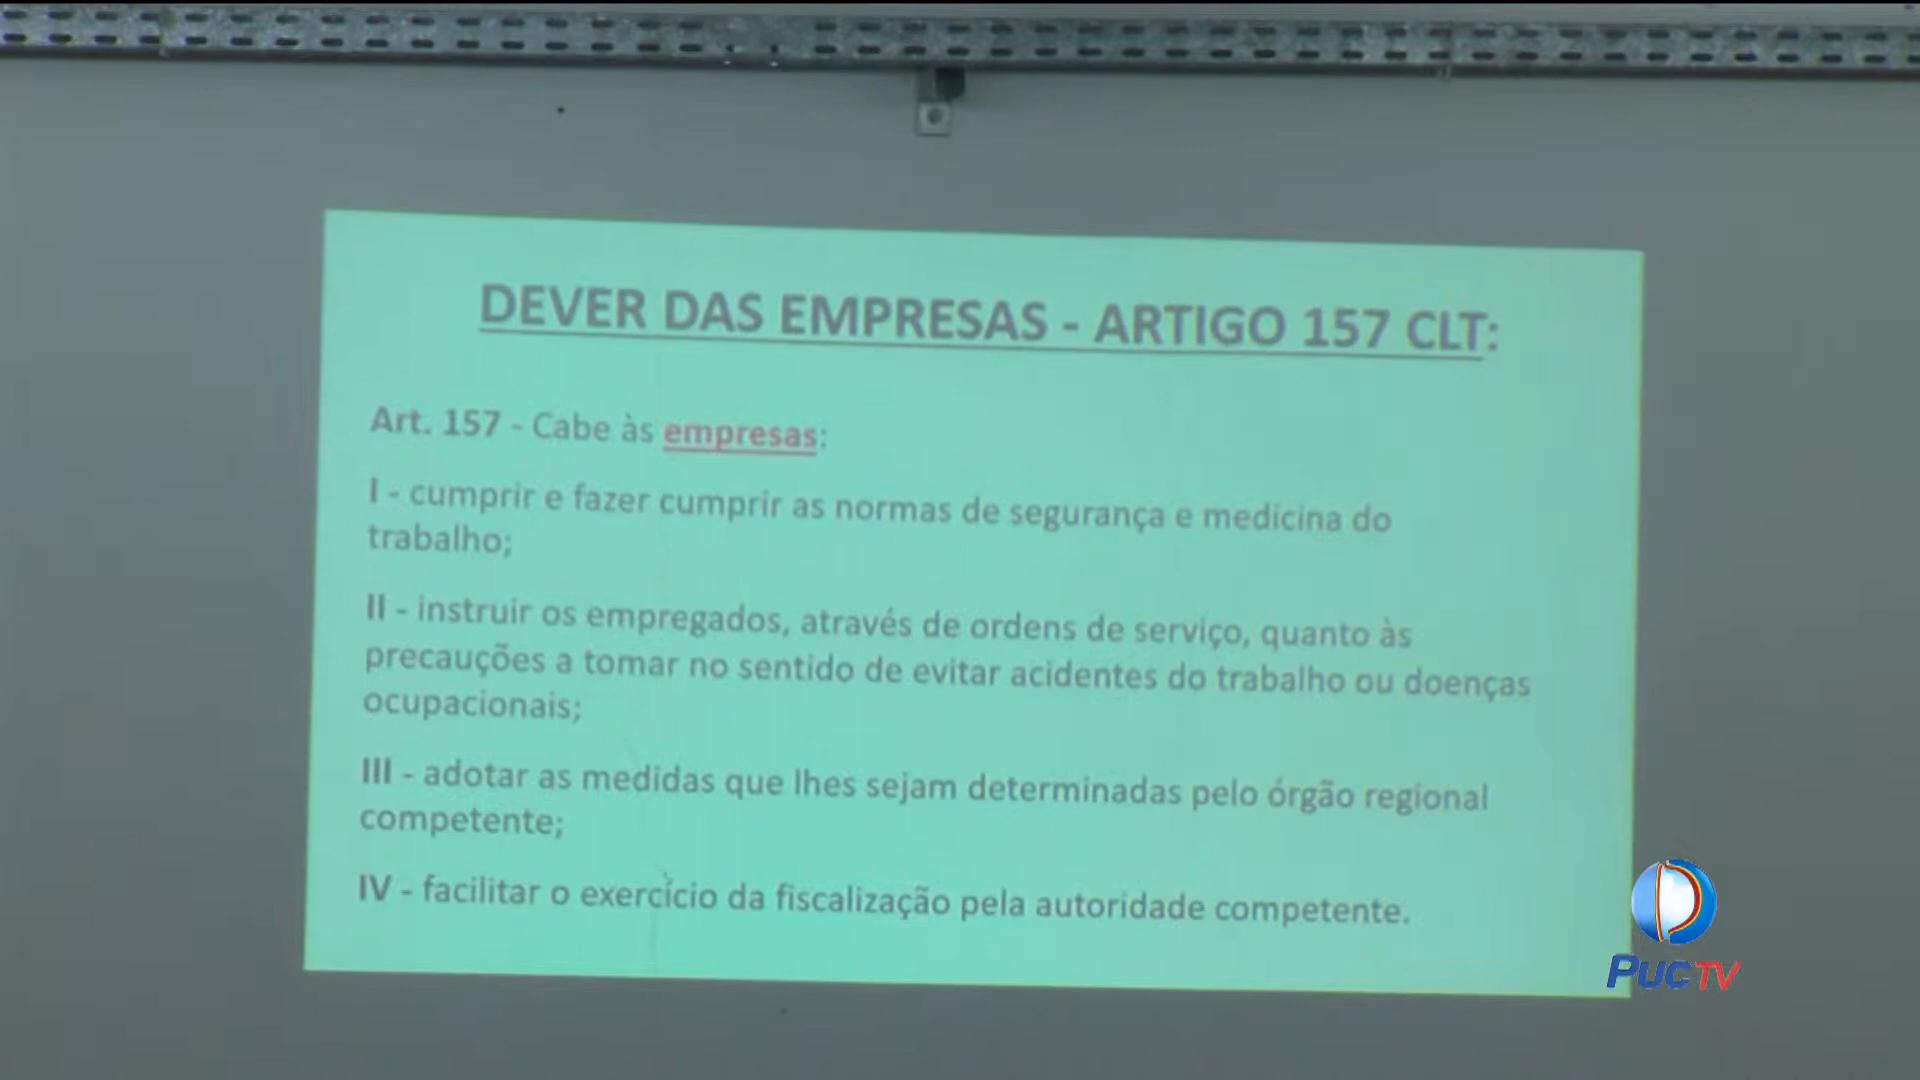 DEVER DAS EMPRESAS - ARTIGO 157 CLT:
Art. 157 - Cabe às empresas:
I - cumprir e fazer cumprir as normas de segurança e medicina do
trabalho;
II - instruir os empregados, através de ordens de serviço, quanto às
precauções a tomar no sentido de evitar acidentes do trabalho ou doenças
ocupacionais;
III - adotar as medidas que lhes sejam determinadas pelo órgão regional
competente;
IV - facilitar o exercício da fiscalização pela autoridade competente.
PUC TV